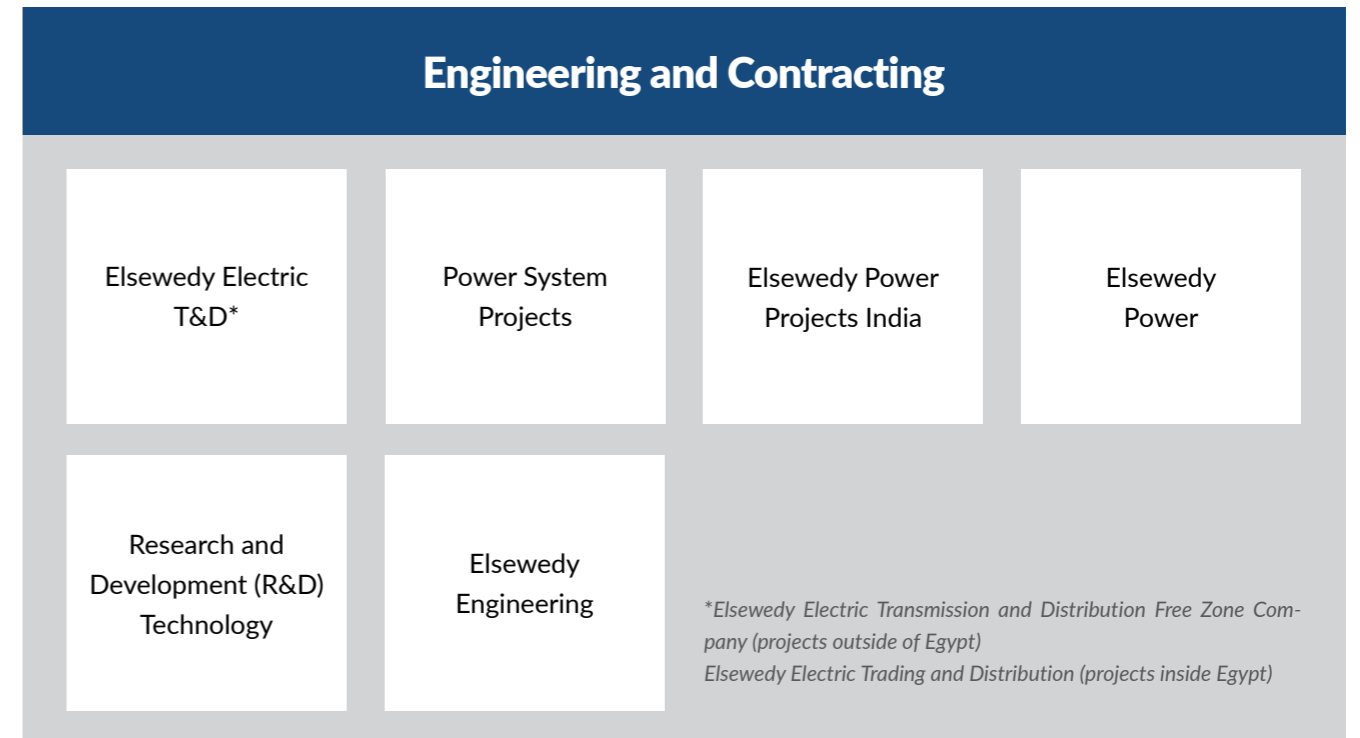 Engineering and Contracting
Elsewedy Electric
T&D*
Power System
Projects
Elsewedy Power
Projects India
Elsewedy
Power
Research and
Development (R&D)
Technology
Elsewedy
Engineering
*Elsewedy Electric Transmission and Distribution Free Zone Com-
pany (projects outside of Egypt)
Elsewedy Electric Trading and Distribution (projects inside Egypt)